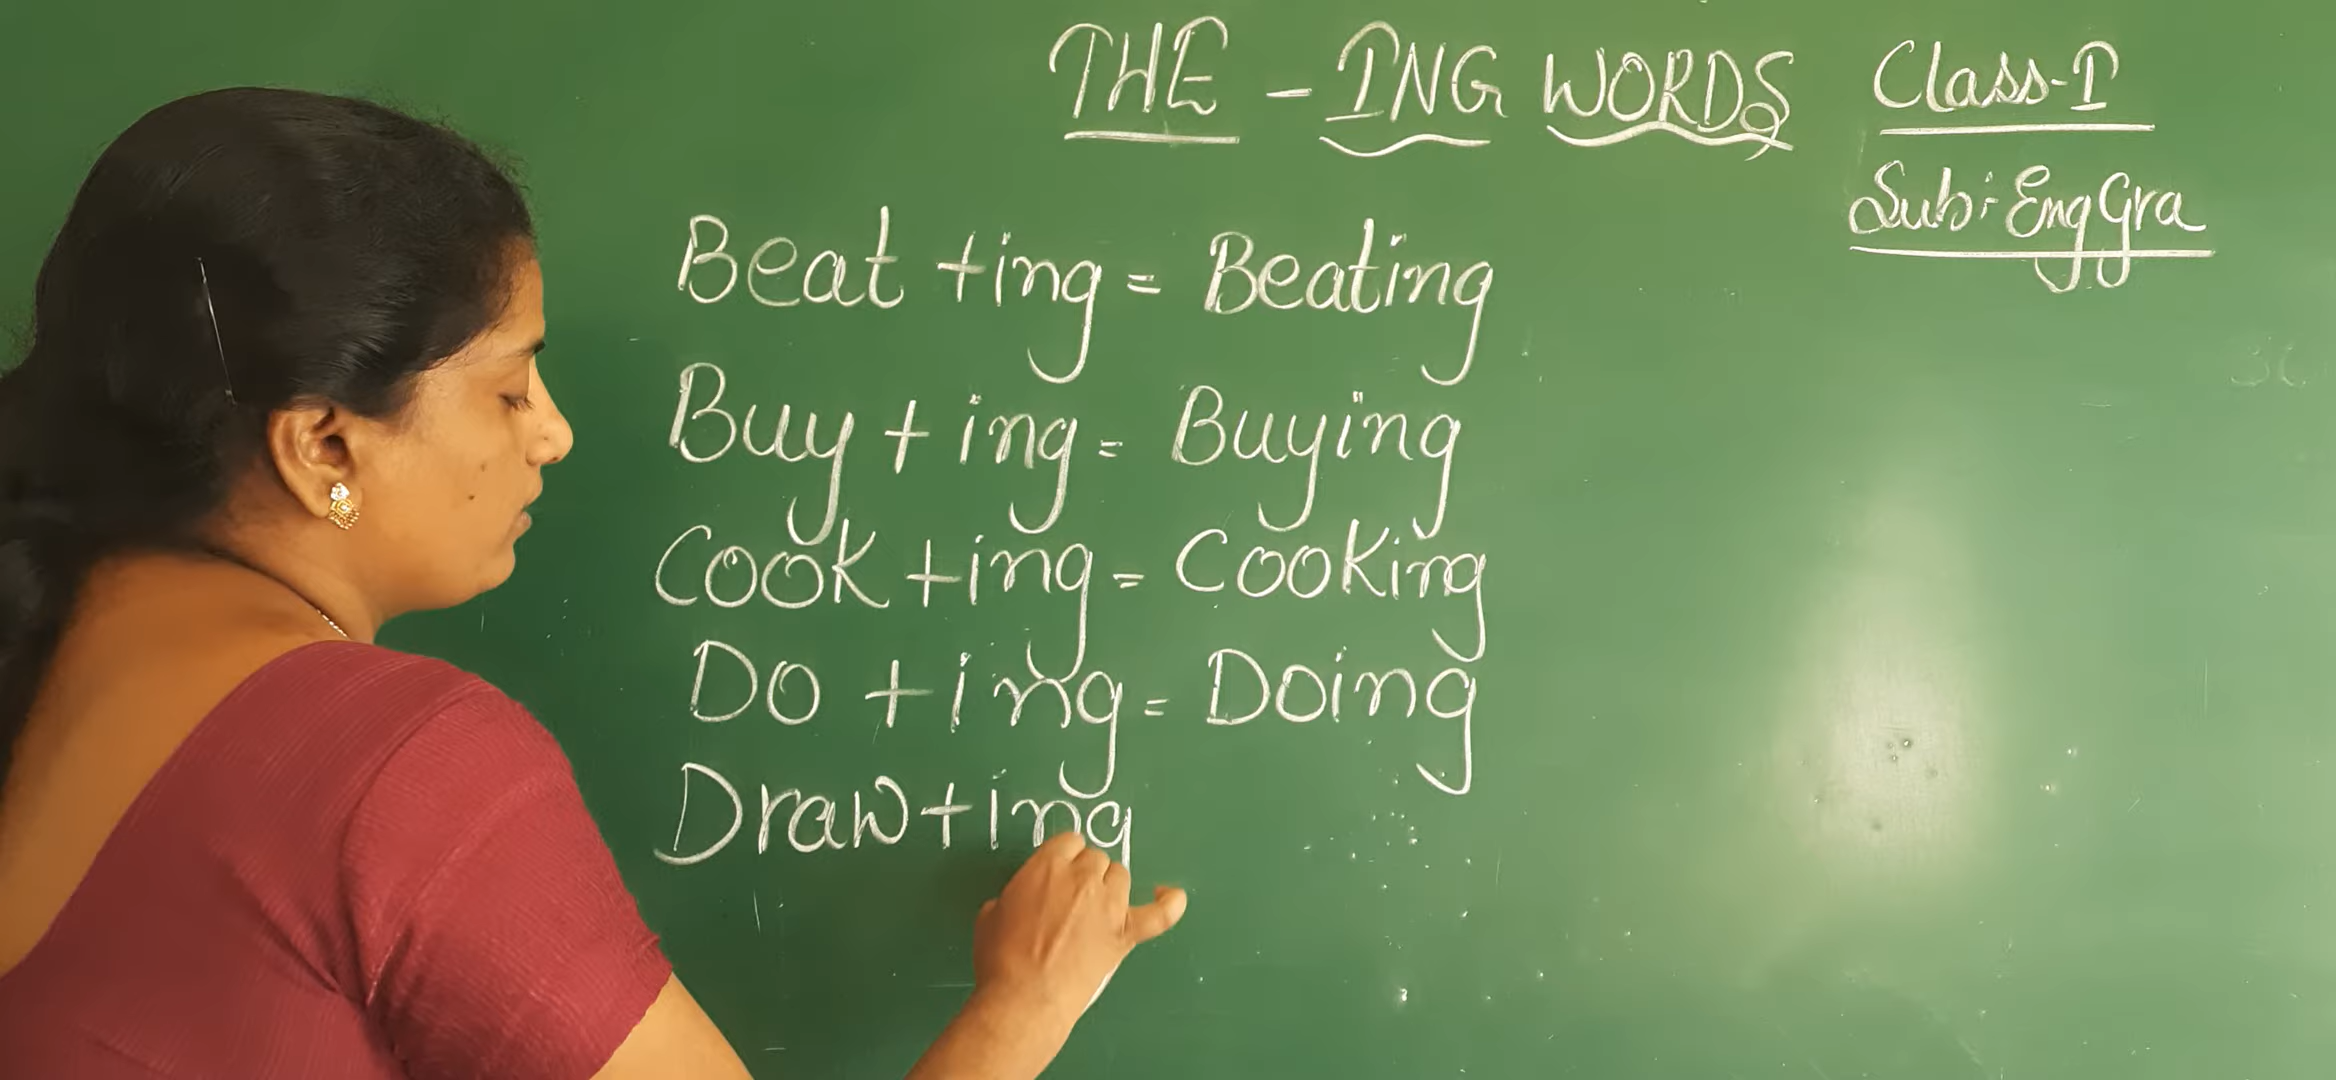 THE - ING WORDS Class-I
Sub:- Eng Gra
Beat +ing = Beating
Buy + ing = Buying
Cook +ing = Cooking
Do +ing = Doing
Draw+ing